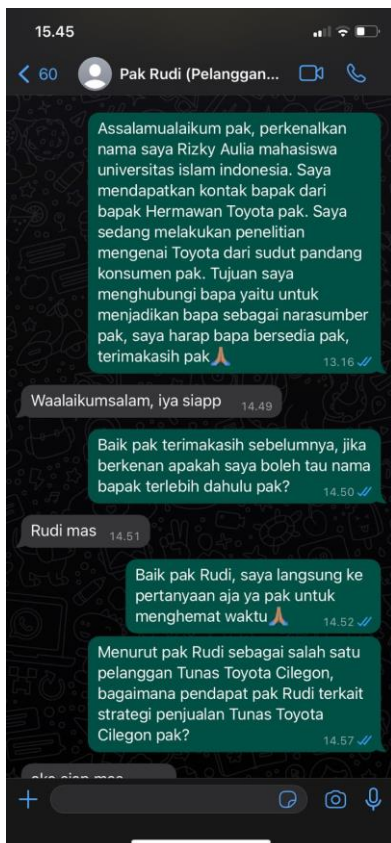 15.45
60 Pak Rudi (Pelanggan...
Assalamualaikum pak, perkenalkan
nama saya Rizky Aulia mahasiswa
universitas islam indonesia. Saya
mendapatkan kontak bapak dari
bapak Hermawan Toyota pak. Saya
sedang melakukan penelitian
mengenai Toyota dari sudut pandang
konsumen pak. Tujuan saya
menghubungi bapa yaitu untuk
menjadikan bapa sebagai narasumber
pak, saya harap bapa bersedia pak,
terimakasih pak🙏🏽 13.16
Waalaikumsalam, iya siapp 14.49
Baik pak terimakasih sebelumnya, jika
berkenan apakah saya boleh tau nama
bapak terlebih dahulu pak? 14.50
Rudi mas 14.51
Baik pak Rudi, saya langsung ke
pertanyaan aja ya pak untuk
menghemat waktu🙏🏽 14.52
Menurut pak Rudi sebagai salah satu
pelanggan Tunas Toyota Cilegon,
bagaimana pendapat pak Rudi terkait
strategi penjualan Tunas Toyota
Cilegon pak? 14.57